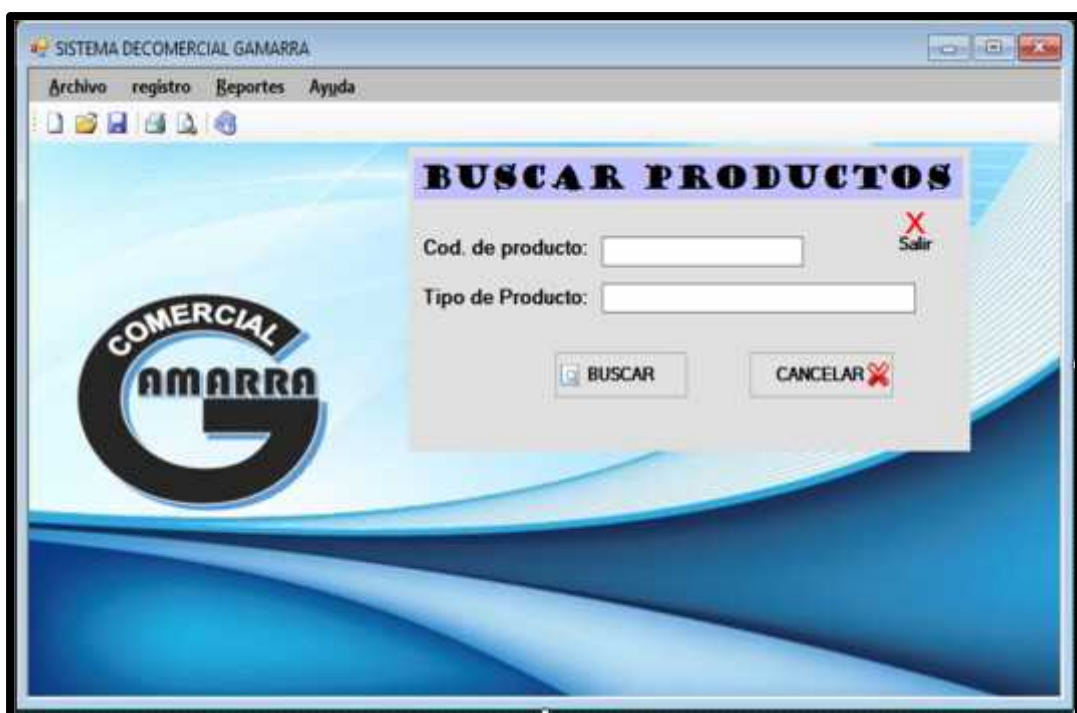 SISTEMA DECOMERCIAL GAMARRA
Archivo registro Reportes Ayuda
BUSCAR PRODUCTOS
Salir
Cod. de producto:
Tipo de Producto:
BUSCAR CANCELAR
COMERCIAL
GAMARRA